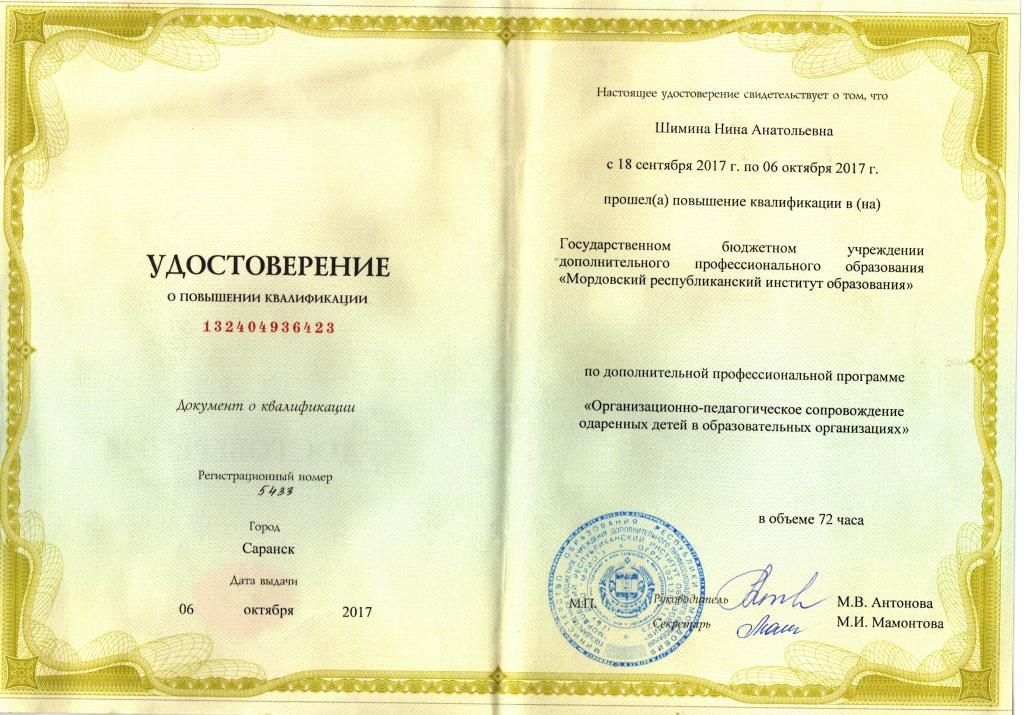 УДОСТОВЕРЕНИЕ
О ПОВЫШЕНИИ КВАЛИФИКАЦИИ
132404936423
Документ о квалификации
Регистрационный номер
5433
Город
Саранск
Дата выдачи
06 октября 2017
Настоящее удостоверение свидетельствует о том, что
Шимина Нина Анатольевна
с 18 сентября 2017 г. по 06 октября 2017 г.
прошел(а) повышение квалификации в (на)
Государственном бюджетном учреждении
дополнительного профессионального образования
«Мордовский республиканский институт образования»
по дополнительной профессиональной программе
«Организационно-педагогическое сопровождение
одаренных детей в образовательных организациях»
в объеме 72 часа
М.П.
Руководитель
М.В. Антонова
Секретарь
М.И. Мамонтова